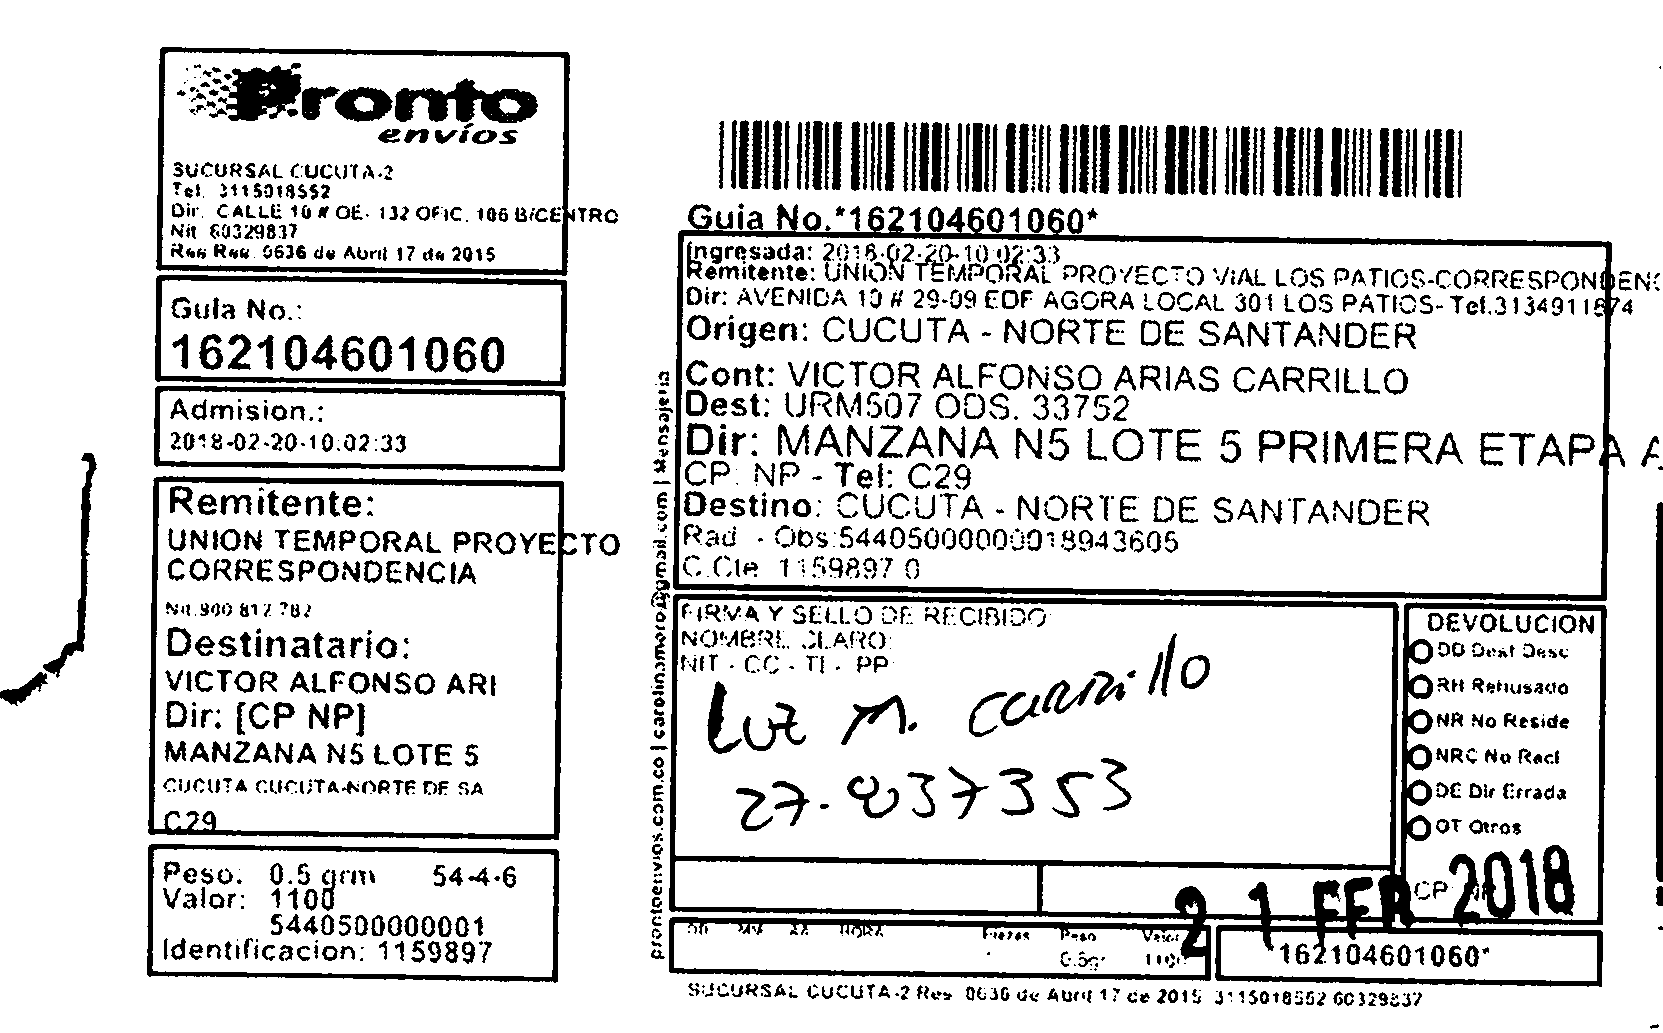 Pronto
envíos
SUCURSAL CUCUTA-2
Tel. 3115018552
Dir. CALLE 10 # OE- 132 OFIC. 106 B/CENTRO
Nit 60329837
Res Res. 0636 de Abril 17 de 2015
Guia No.:
162104601060
Admision.:
2018-02-20-10:02:33
Remitente:
UNION TEMPORAL PROYECTO
CORRESPONDENCIA
Nit.900 812 782
Destinatario:
VICTOR ALFONSO ARI
Dir: [CP NP]
MANZANA N5 LOTE 5
CUCUTA CUCUTA-NORTE DE SA
C29
Peso: 0.5 grm 54-4-6
Valor: 1100
5440500000001
Identificacion: 1159897
prontoenvios.com.co | carolinamoro@gmail.com | Mensajeria
Guia No.*162104601060*
Ingresada: 2018-02-20-10:02:33
Remitente: UNION TEMPORAL PROYECTO VIAL LOS PATIOS-CORRESPONDENC
Dir: AVENIDA 10 # 29-09 EDF AGORA LOCAL 301 LOS PATIOS- Tel.3134911674
Origen: CUCUTA - NORTE DE SANTANDER
Cont: VICTOR ALFONSO ARIAS CARRILLO
Dest: URM507 ODS. 33752
Dir: MANZANA N5 LOTE 5 PRIMERA ETAPA A
CP: NP - Tel: C29
Destino: CUCUTA - NORTE DE SANTANDER
Rad - Obs:54405000000018943605
C.Cte 1159897 0
FIRMA Y SELLO DE RECIBIDO
NOMBRE CLARO:
NIT - CC - TI - PP
Luz M. Carrillo
27.837353
DEVOLUCION
DD Dest Desc
RH Rehusado
NR No Reside
NRC No Recl
DE Dir Errada
OT Otros
CP:
21 FEB 2018
DD MM AA HORA Piezas Peso Valor
0.5gr 1100
*162104601060*
SUCURSAL CUCUTA-2 Res 0636 de Abril 17 de 2015 3115018552 60329837